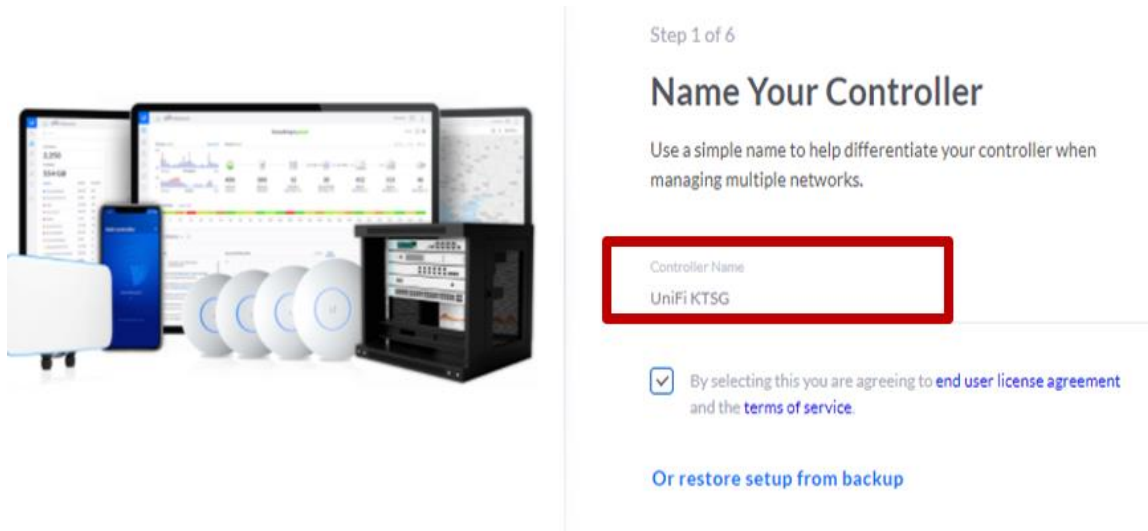 Step 1 of 6
Name Your Controller
Use a simple name to help differentiate your controller when
managing multiple networks.
Controller Name
UniFi KTSG
By selecting this you are agreeing to end user license agreement
and the terms of service.
Or restore setup from backup